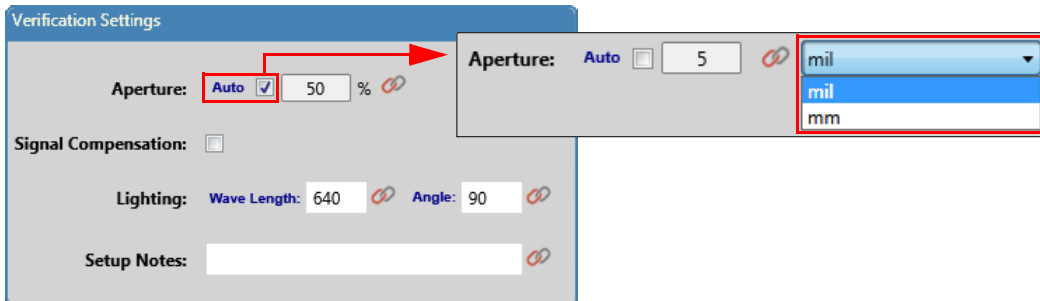 Verification Settings
Aperture: Auto 50 %
Signal Compensation:
Lighting: Wave Length: 640 Angle: 90
Setup Notes:
Aperture: Auto 5 mil
mil
mm